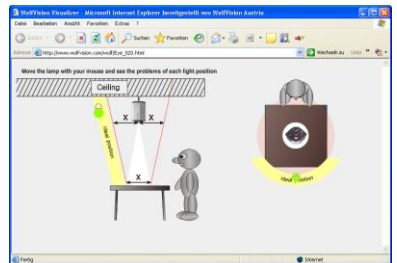 WolfVision Visualizer - Microsoft Internet Explorer bereitgestellt von WolfVision Austria
Datei Bearbeiten Ansicht Favoriten Extras ?
Zurück Suchen Favoriten
Adresse http://www.wolfvision.com/wolf/Eye_020.html Wechseln zu Links
Move the lamp with your mouse and see the problems of each light position
Ceiling
X X
ideal position
X
ideal position
Fertig Internet